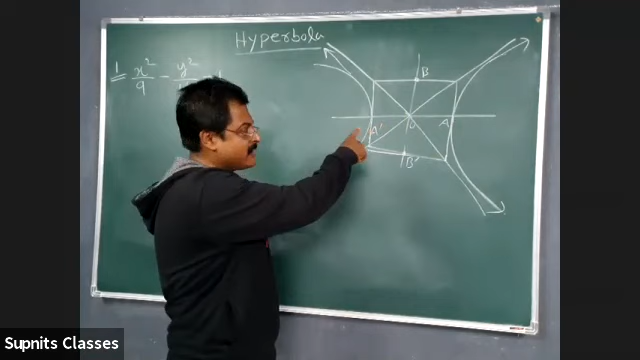 Hyperbola
1 x²/9 - y²/
B
O
A' A
B'
Supnits Classes